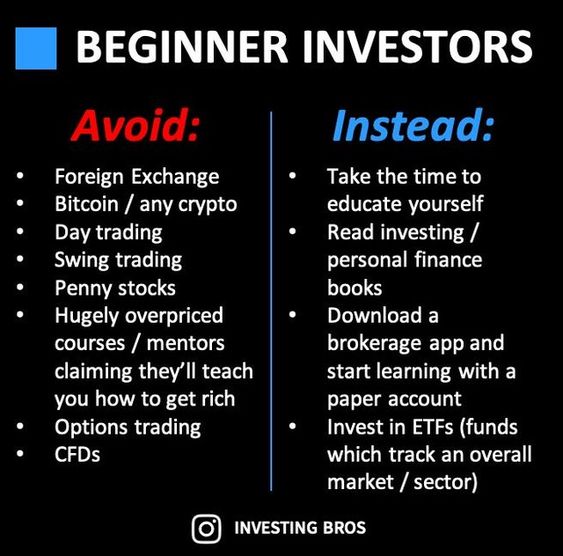 BEGINNER INVESTORS
Avoid:
• Foreign Exchange
• Bitcoin / any crypto
• Day trading
• Swing trading
• Penny stocks
• Hugely overpriced
courses / mentors
claiming they'll teach
you how to get rich
• Options trading
• CFDs
Instead:
• Take the time to
educate yourself
• Read investing /
personal finance
books
• Download a
brokerage app and
start learning with a
paper account
• Invest in ETFs (funds
which track an overall
market / sector)
INVESTING BROS